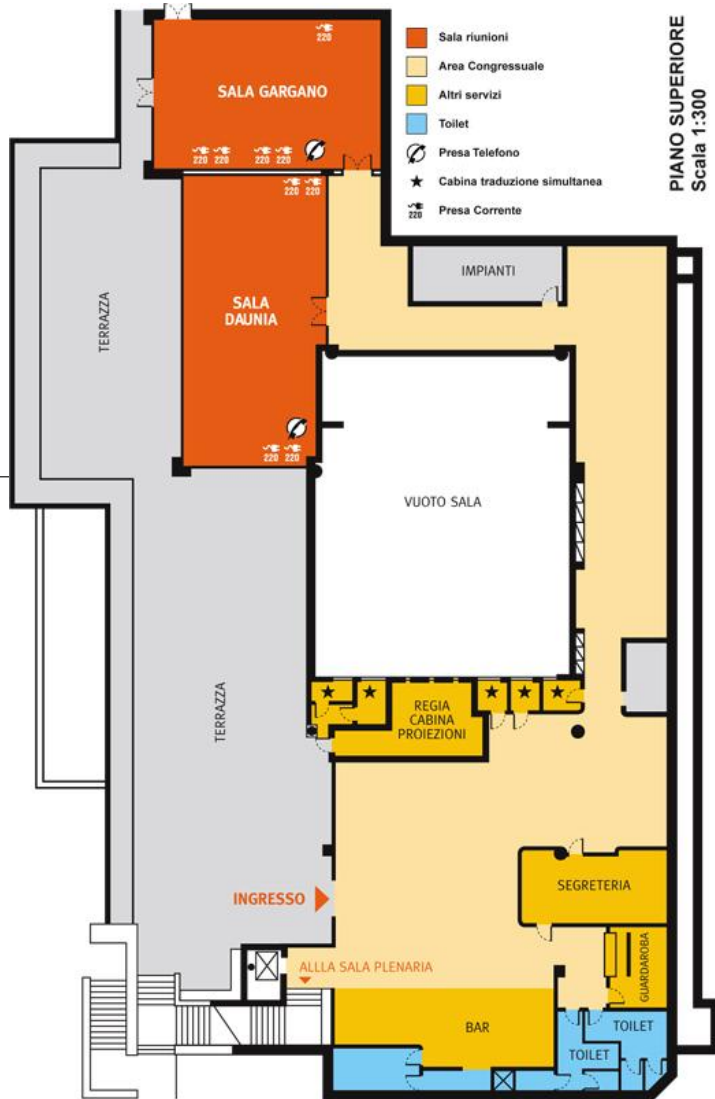 220
SALA GARGANO
220 220 220 220
220 220
SALA
DAUNIA
220 220
Sala riunioni
Area Congressuale
Altri servizi
Toilet
Presa Telefono
Cabina traduzione simultanea
220 Presa Corrente
PIANO SUPERIORE
Scala 1:300
IMPIANTI
TERRAZZA
VUOTO SALA
TERRAZZA
REGIA
CABINA
PROIEZIONI
SEGRETERIA
INGRESSO
GUARDAROBA
ALLLA SALA PLENARIA
BAR
TOILET
TOILET